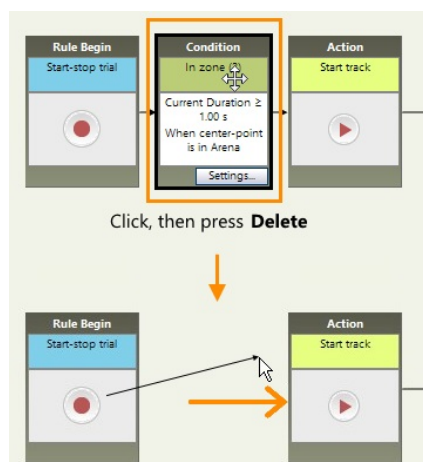 Rule Begin
Start-stop trial
Condition
In zone
Current Duration ≥
1.00 s
When center-point
is in Arena
Settings...
Action
Start track
Click, then press Delete
Rule Begin
Start-stop trial
Action
Start track